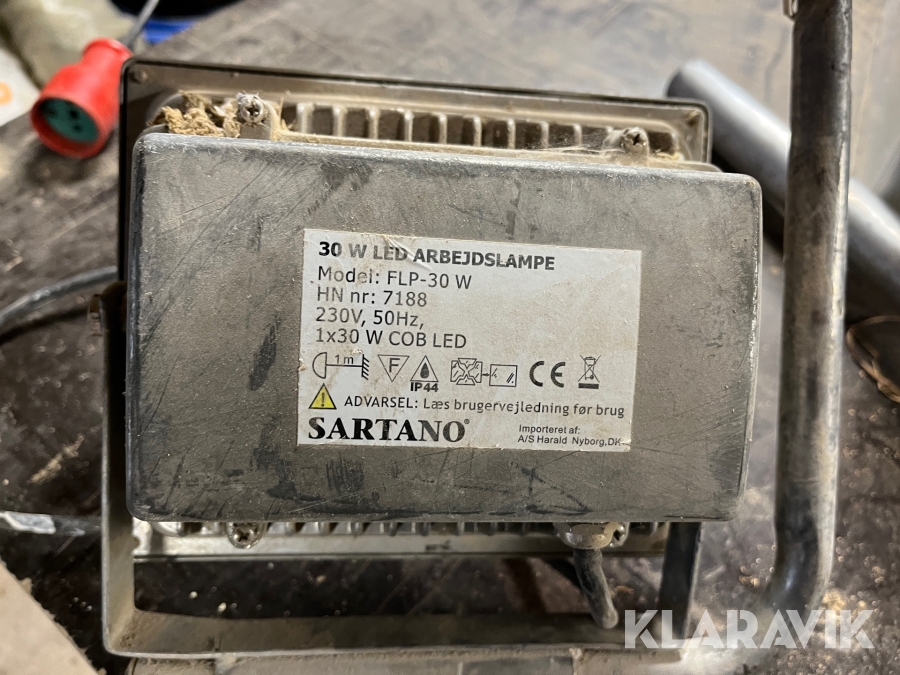 30 W LED ARBEJDSLAMPE
Model: FLP-30 W
HN nr: 7188
230V, 50Hz,
1x30 W COB LED
1m F IP44 CE
ADVARSEL: Læs brugervejledning før brug
SARTANO®
Importeret af:
A/S Harald Nyborg,DK
KLARAVIK